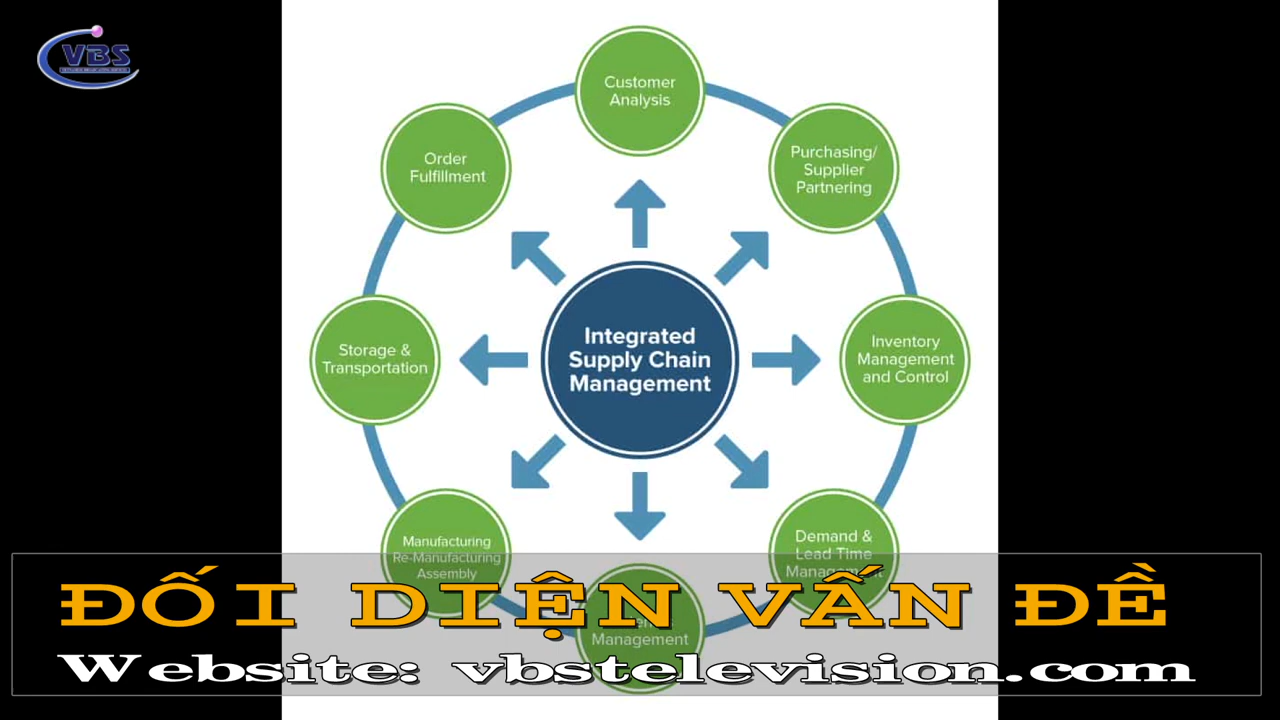 VBS
Customer
Analysis
Order
Fulfillment
Purchasing/
Supplier
Partnering
Storage &
Transportation
Integrated
Supply Chain
Management
Inventory
Management
and Control
Manufacturing
Re-Manufacturing
Assembly
Demand &
Lead Time
Management
Management
ĐỐI DIỆN VẤN ĐỀ
Website: vbstelevision.com